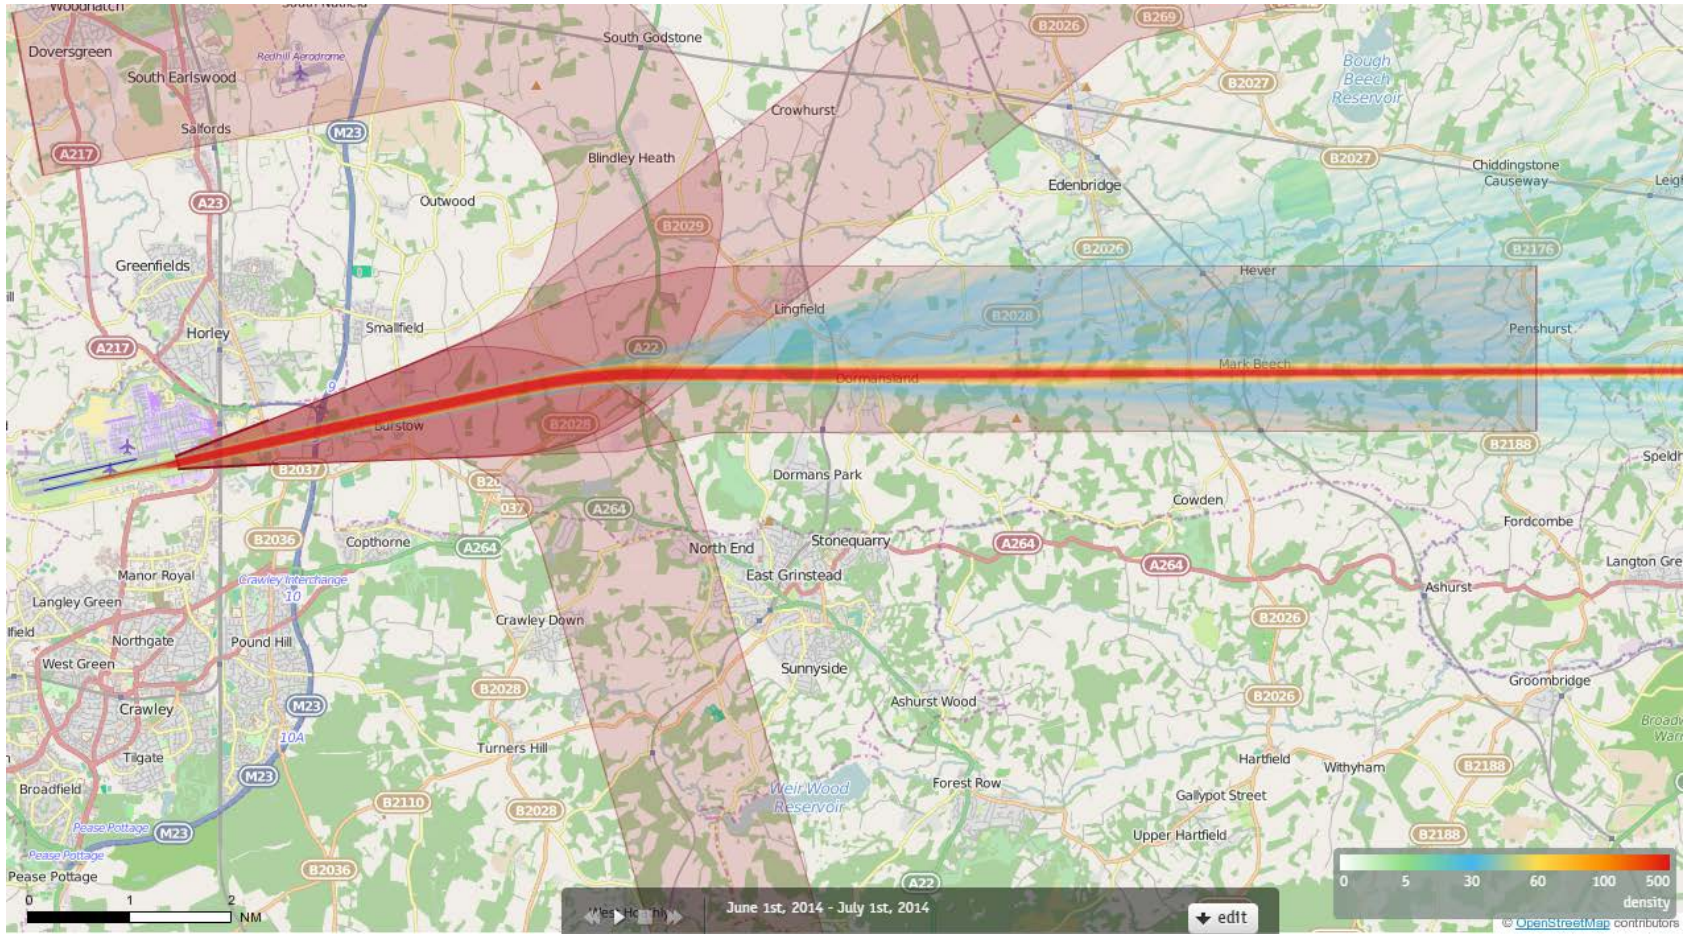 Woodhatch
South Nutfield
Doversgreen
South Earlswood
Redhill Aerodrome
South Godstone
B2026
B269
Bough
Beech
Reservoir
B2027
Salfords
M23
Crowhurst
A217
Blindley Heath
B2027
Chiddingstone
Causeway
Edenbridge
A23
Outwood
B2029
B2026
B2176
Greenfields
Hever
Lingfield
B2028
Smallfield
Horley
Penshurst
A217
A22
Mark Beech
Dormansland
9
Burstow
B2028
B2188
B2037
Dormans Park
Cowden
A264
Fordcombe
B2036
Copthorne
A264
North End
Stonequarry
A264
A264
Manor Royal
Crawley Interchange
10
East Grinstead
Langton Gre
Langley Green
Ashurst
Northgate
Pound Hill
Crawley Down
B2026
West Green
Sunnyside
Groombridge
B2028
B2026
Ashurst Wood
Crawley
M23
10A
Turners Hill
Tilgate
Hartfield
Withyham
B2188
M23
Broadfield
Weir Wood
Reservoir
Forest Row
Gallypot Street
B2110
B2028
Pease Pottage
M23
Upper Hartfield
B2188
Pease Pottage
Pease Pottage
B2036
A22
0 5 30 60 100 500
density
0 1 2 NM
June 1st, 2014 - July 1st, 2014
edit
© OpenStreetMap contributors